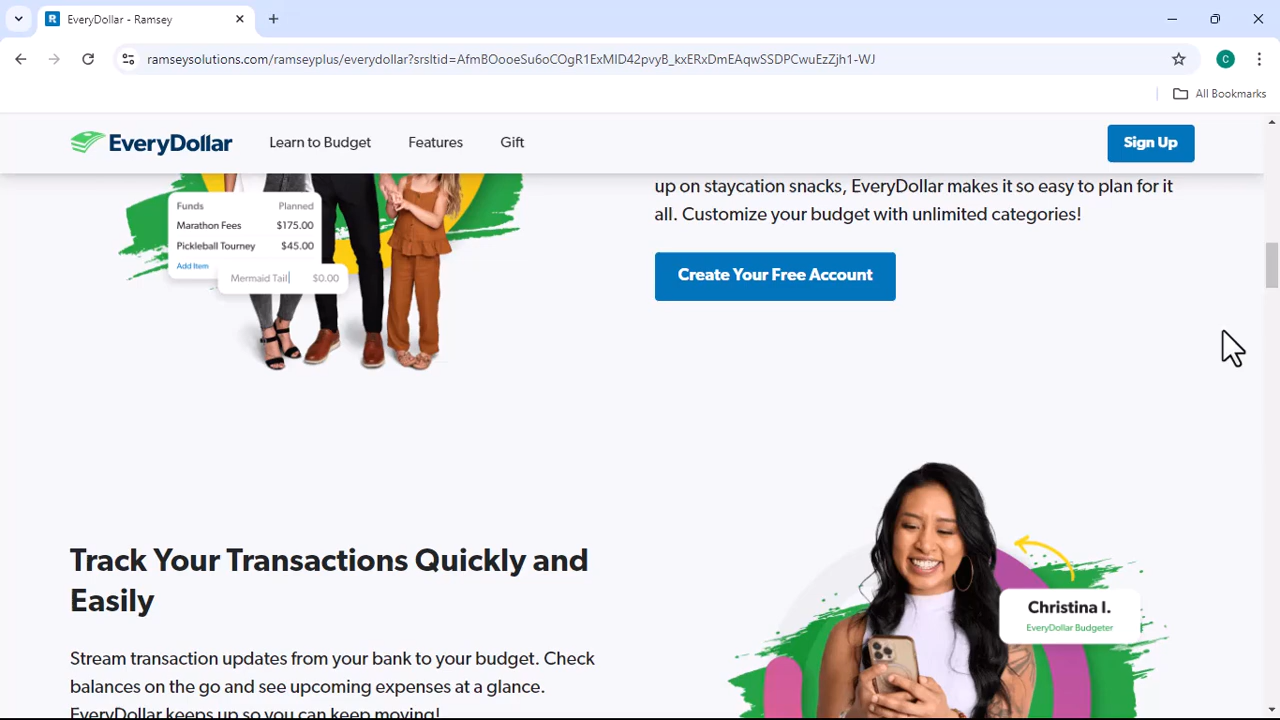 EveryDollar - Ramsey
ramseysolutions.com/ramseyplus/everydollar?srsltid=AfmBOooeSu6oCOgR1ExMID42pvyB_kxERxDmEAqwSSDPCwuEzZjh1-WJ
C
All Bookmarks
EveryDollar
Learn to Budget
Features
Gift
Sign Up
Funds Planned
Marathon Fees $175.00
Pickleball Tourney $45.00
Add Item
Mermaid Tail $0.00
up on staycation snacks, EveryDollar makes it so easy to plan for it
all. Customize your budget with unlimited categories!
Create Your Free Account
Track Your Transactions Quickly and
Easily
Stream transaction updates from your bank to your budget. Check
balances on the go and see upcoming expenses at a glance.
EveryDollar keeps up so you can keep moving!
Christina I.
EveryDollar Budgeter